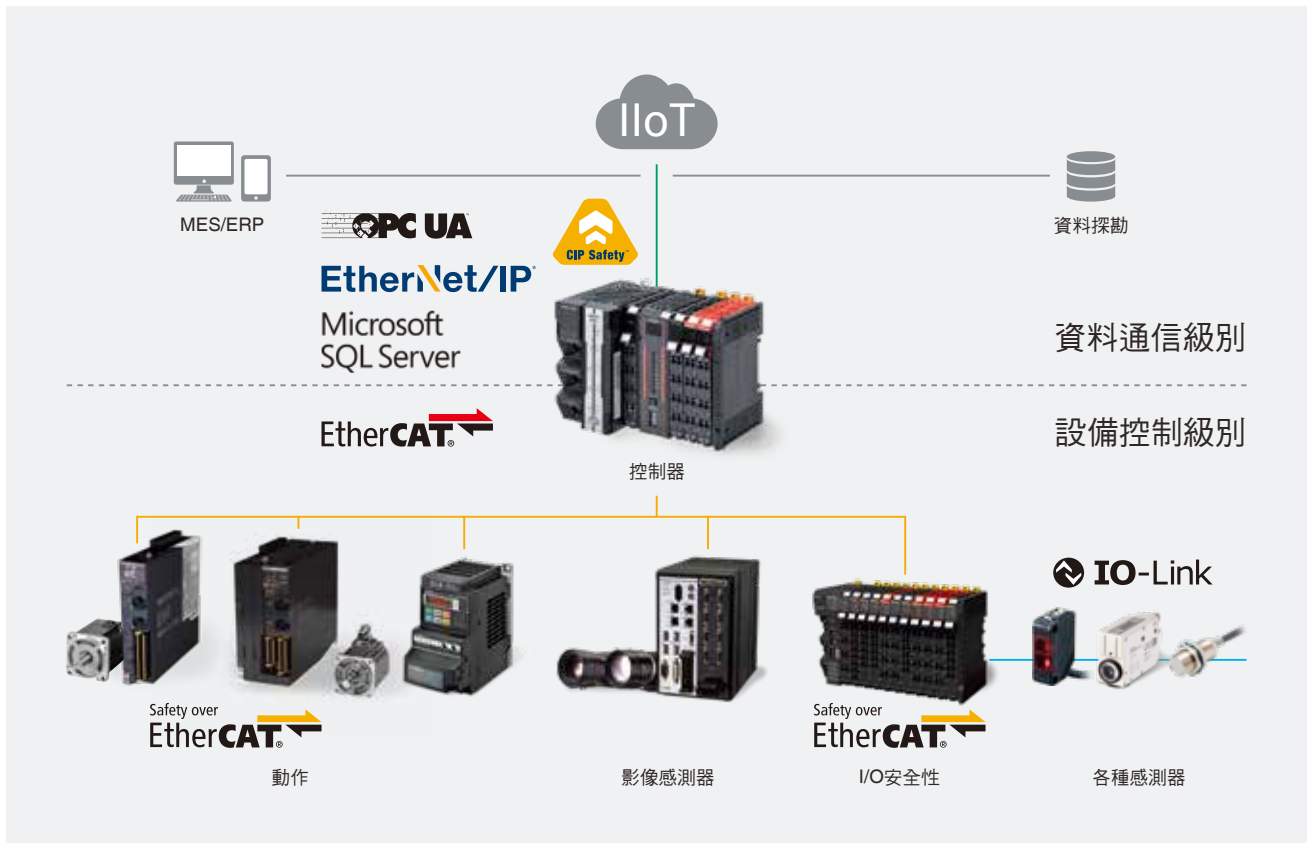 IIoT
MES/ERP
資料探勘
OPC UA
CIP Safety™
EtherNet/IP®
Microsoft
SQL Server
資料通信級別
EtherCAT®
設備控制級別
控制器
IO-Link
Safety over
EtherCAT®
Safety over
EtherCAT®
動作
影像感測器
I/O安全性
各種感測器